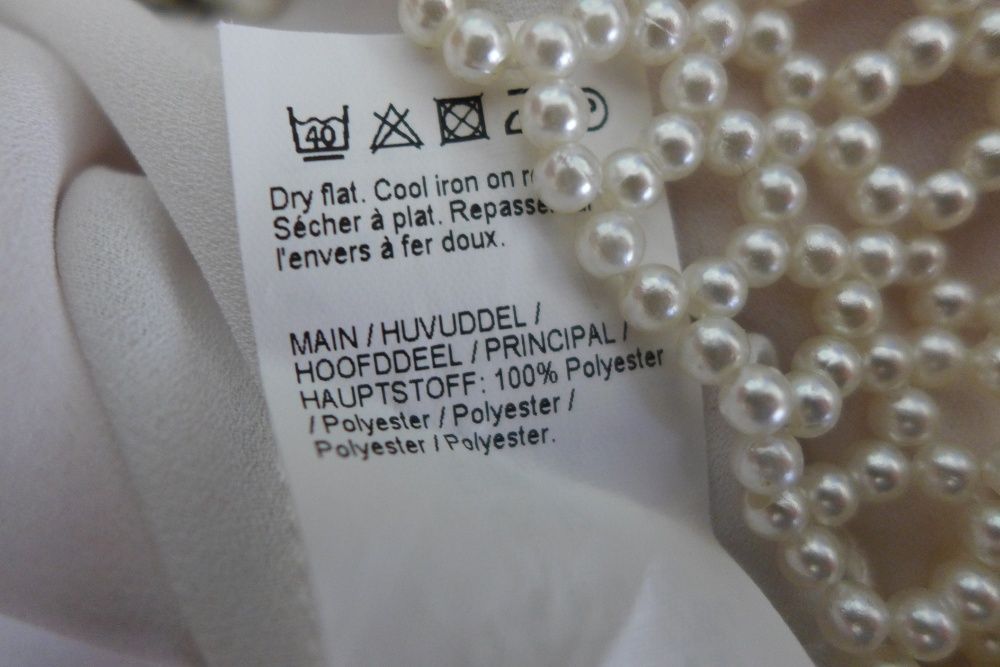 40 P
Dry flat. Cool iron on
Sécher à plat. Repasser
l'envers à fer doux.
MAIN / HUVUDDEL /
HOOFDDEEL / PRINCIPAL /
HAUPTSTOFF: 100% Polyester
/ Polyester / Polyester /
Polyester / Polyester.